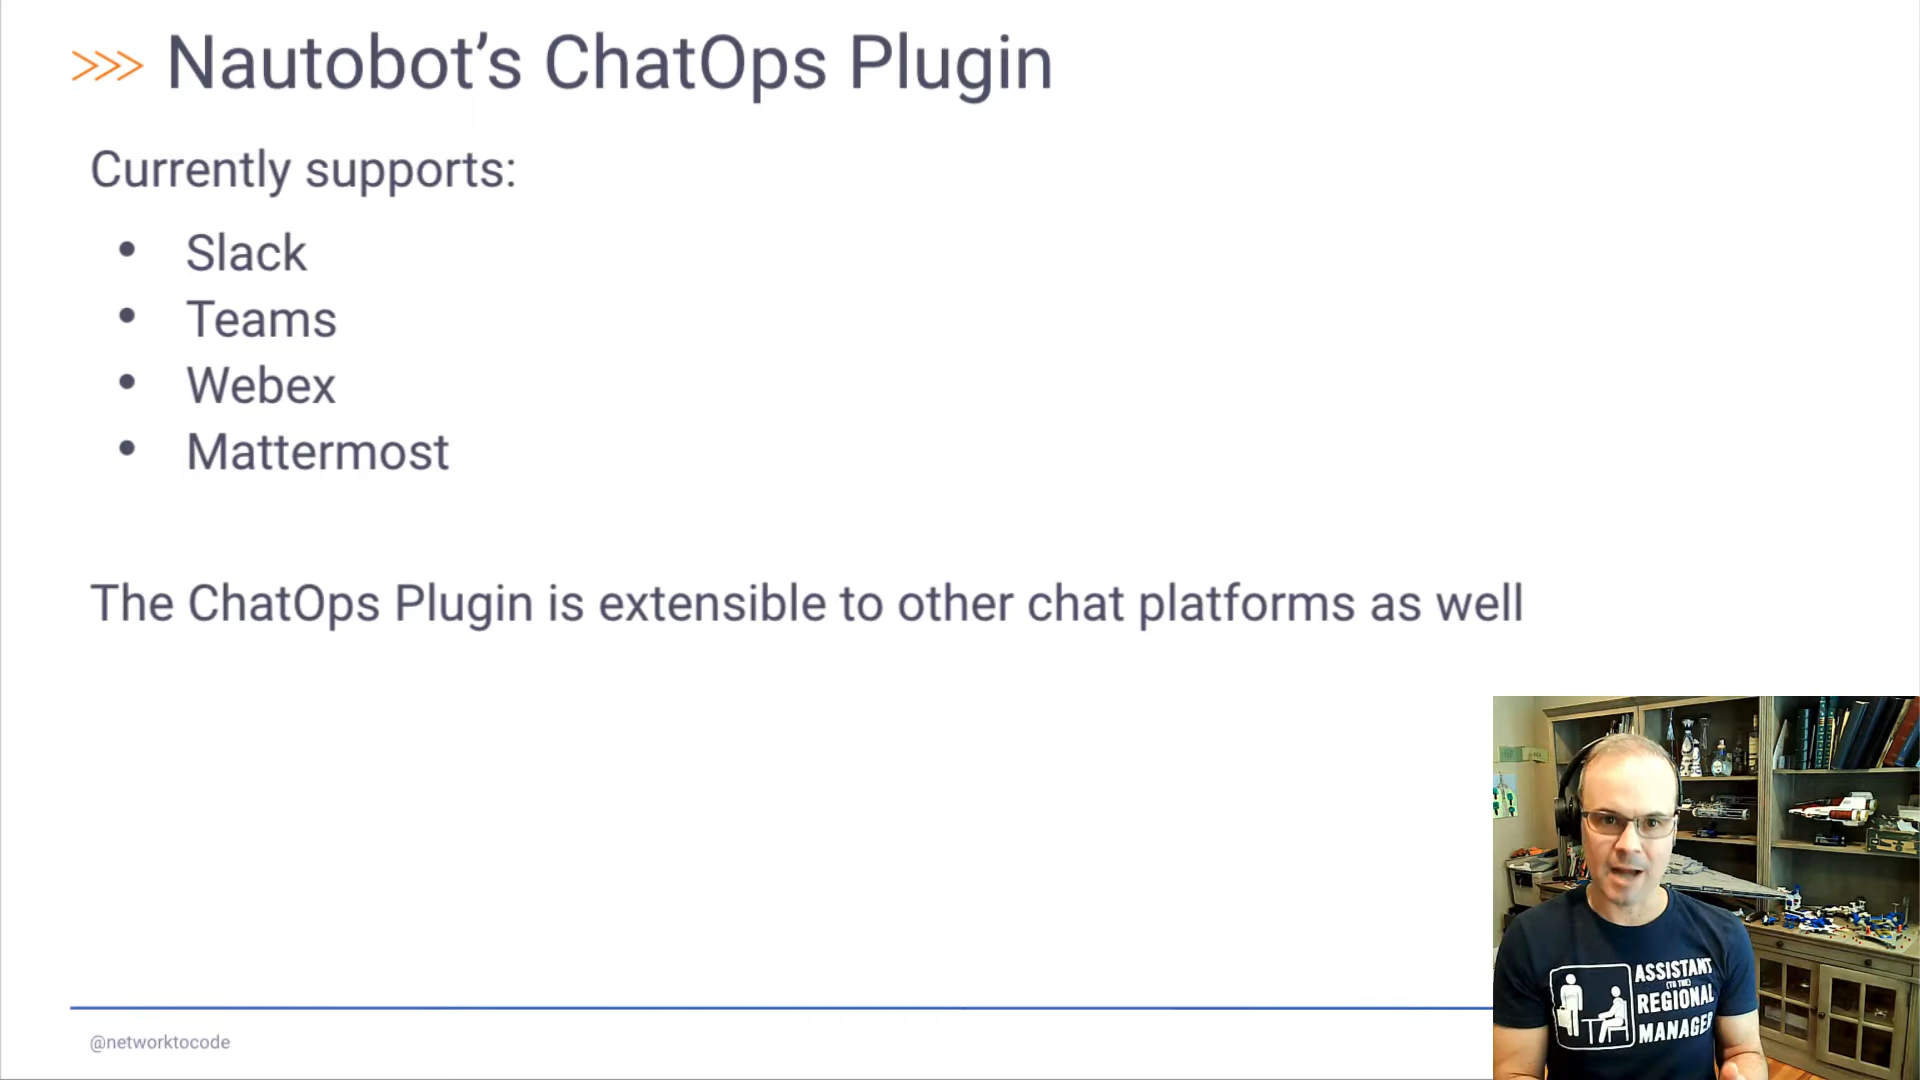 >>> Nautobot’s ChatOps Plugin
Currently supports:
• Slack
• Teams
• Webex
• Mattermost
The ChatOps Plugin is extensible to other chat platforms as well
ASSISTANT
(TO THE)
REGIONAL
MANAGER
@networktocode